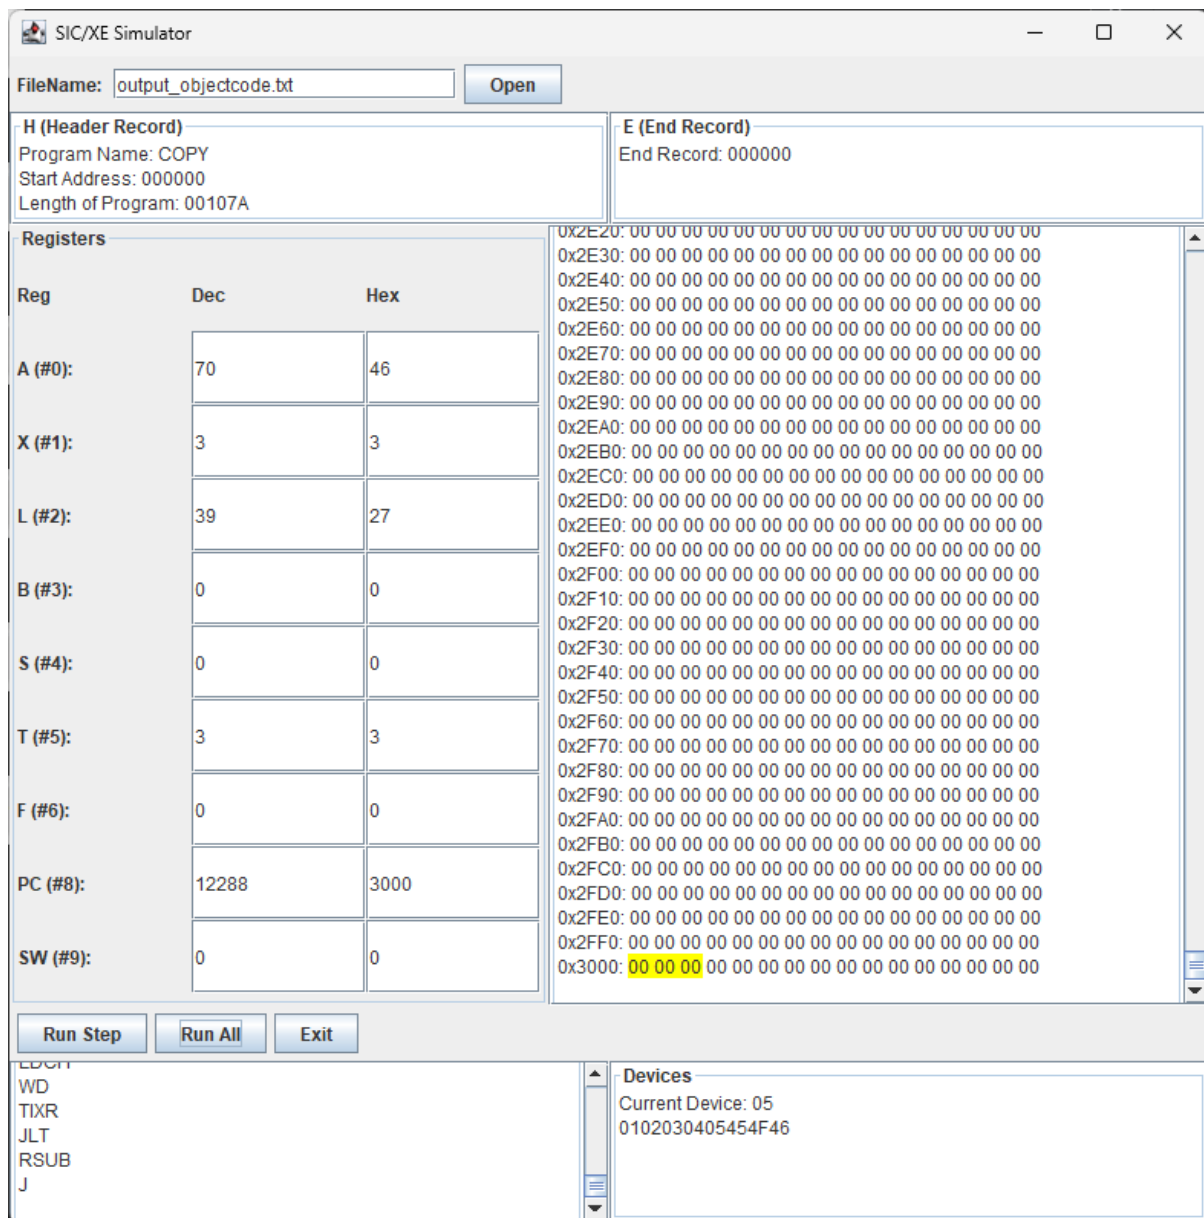 SIC/XE Simulator
FileName: output_objectcode.txt Open
H (Header Record)
Program Name: COPY
Start Address: 000000
Length of Program: 00107A
E (End Record)
End Record: 000000
Registers
Reg Dec Hex
A (#0): 70 46
X (#1): 3 3
L (#2): 39 27
B (#3): 0 0
S (#4): 0 0
T (#5): 3 3
F (#6): 0 0
PC (#8): 12288 3000
SW (#9): 0 0
0x2E20: 00 00 00 00 00 00 00 00 00 00 00 00 00 00 00 00
0x2E30: 00 00 00 00 00 00 00 00 00 00 00 00 00 00 00 00
0x2E40: 00 00 00 00 00 00 00 00 00 00 00 00 00 00 00 00
0x2E50: 00 00 00 00 00 00 00 00 00 00 00 00 00 00 00 00
0x2E60: 00 00 00 00 00 00 00 00 00 00 00 00 00 00 00 00
0x2E70: 00 00 00 00 00 00 00 00 00 00 00 00 00 00 00 00
0x2E80: 00 00 00 00 00 00 00 00 00 00 00 00 00 00 00 00
0x2E90: 00 00 00 00 00 00 00 00 00 00 00 00 00 00 00 00
0x2EA0: 00 00 00 00 00 00 00 00 00 00 00 00 00 00 00 00
0x2EB0: 00 00 00 00 00 00 00 00 00 00 00 00 00 00 00 00
0x2EC0: 00 00 00 00 00 00 00 00 00 00 00 00 00 00 00 00
0x2ED0: 00 00 00 00 00 00 00 00 00 00 00 00 00 00 00 00
0x2EE0: 00 00 00 00 00 00 00 00 00 00 00 00 00 00 00 00
0x2EF0: 00 00 00 00 00 00 00 00 00 00 00 00 00 00 00 00
0x2F00: 00 00 00 00 00 00 00 00 00 00 00 00 00 00 00 00
0x2F10: 00 00 00 00 00 00 00 00 00 00 00 00 00 00 00 00
0x2F20: 00 00 00 00 00 00 00 00 00 00 00 00 00 00 00 00
0x2F30: 00 00 00 00 00 00 00 00 00 00 00 00 00 00 00 00
0x2F40: 00 00 00 00 00 00 00 00 00 00 00 00 00 00 00 00
0x2F50: 00 00 00 00 00 00 00 00 00 00 00 00 00 00 00 00
0x2F60: 00 00 00 00 00 00 00 00 00 00 00 00 00 00 00 00
0x2F70: 00 00 00 00 00 00 00 00 00 00 00 00 00 00 00 00
0x2F80: 00 00 00 00 00 00 00 00 00 00 00 00 00 00 00 00
0x2F90: 00 00 00 00 00 00 00 00 00 00 00 00 00 00 00 00
0x2FA0: 00 00 00 00 00 00 00 00 00 00 00 00 00 00 00 00
0x2FB0: 00 00 00 00 00 00 00 00 00 00 00 00 00 00 00 00
0x2FC0: 00 00 00 00 00 00 00 00 00 00 00 00 00 00 00 00
0x2FD0: 00 00 00 00 00 00 00 00 00 00 00 00 00 00 00 00
0x2FE0: 00 00 00 00 00 00 00 00 00 00 00 00 00 00 00 00
0x2FF0: 00 00 00 00 00 00 00 00 00 00 00 00 00 00 00 00
0x3000: 00 00 00 00 00 00 00 00 00 00 00 00 00 00 00 00
Run Step Run All Exit
LDCH
WD
TIXR
JLT
RSUB
J
Devices
Current Device: 05
0102030405454F46